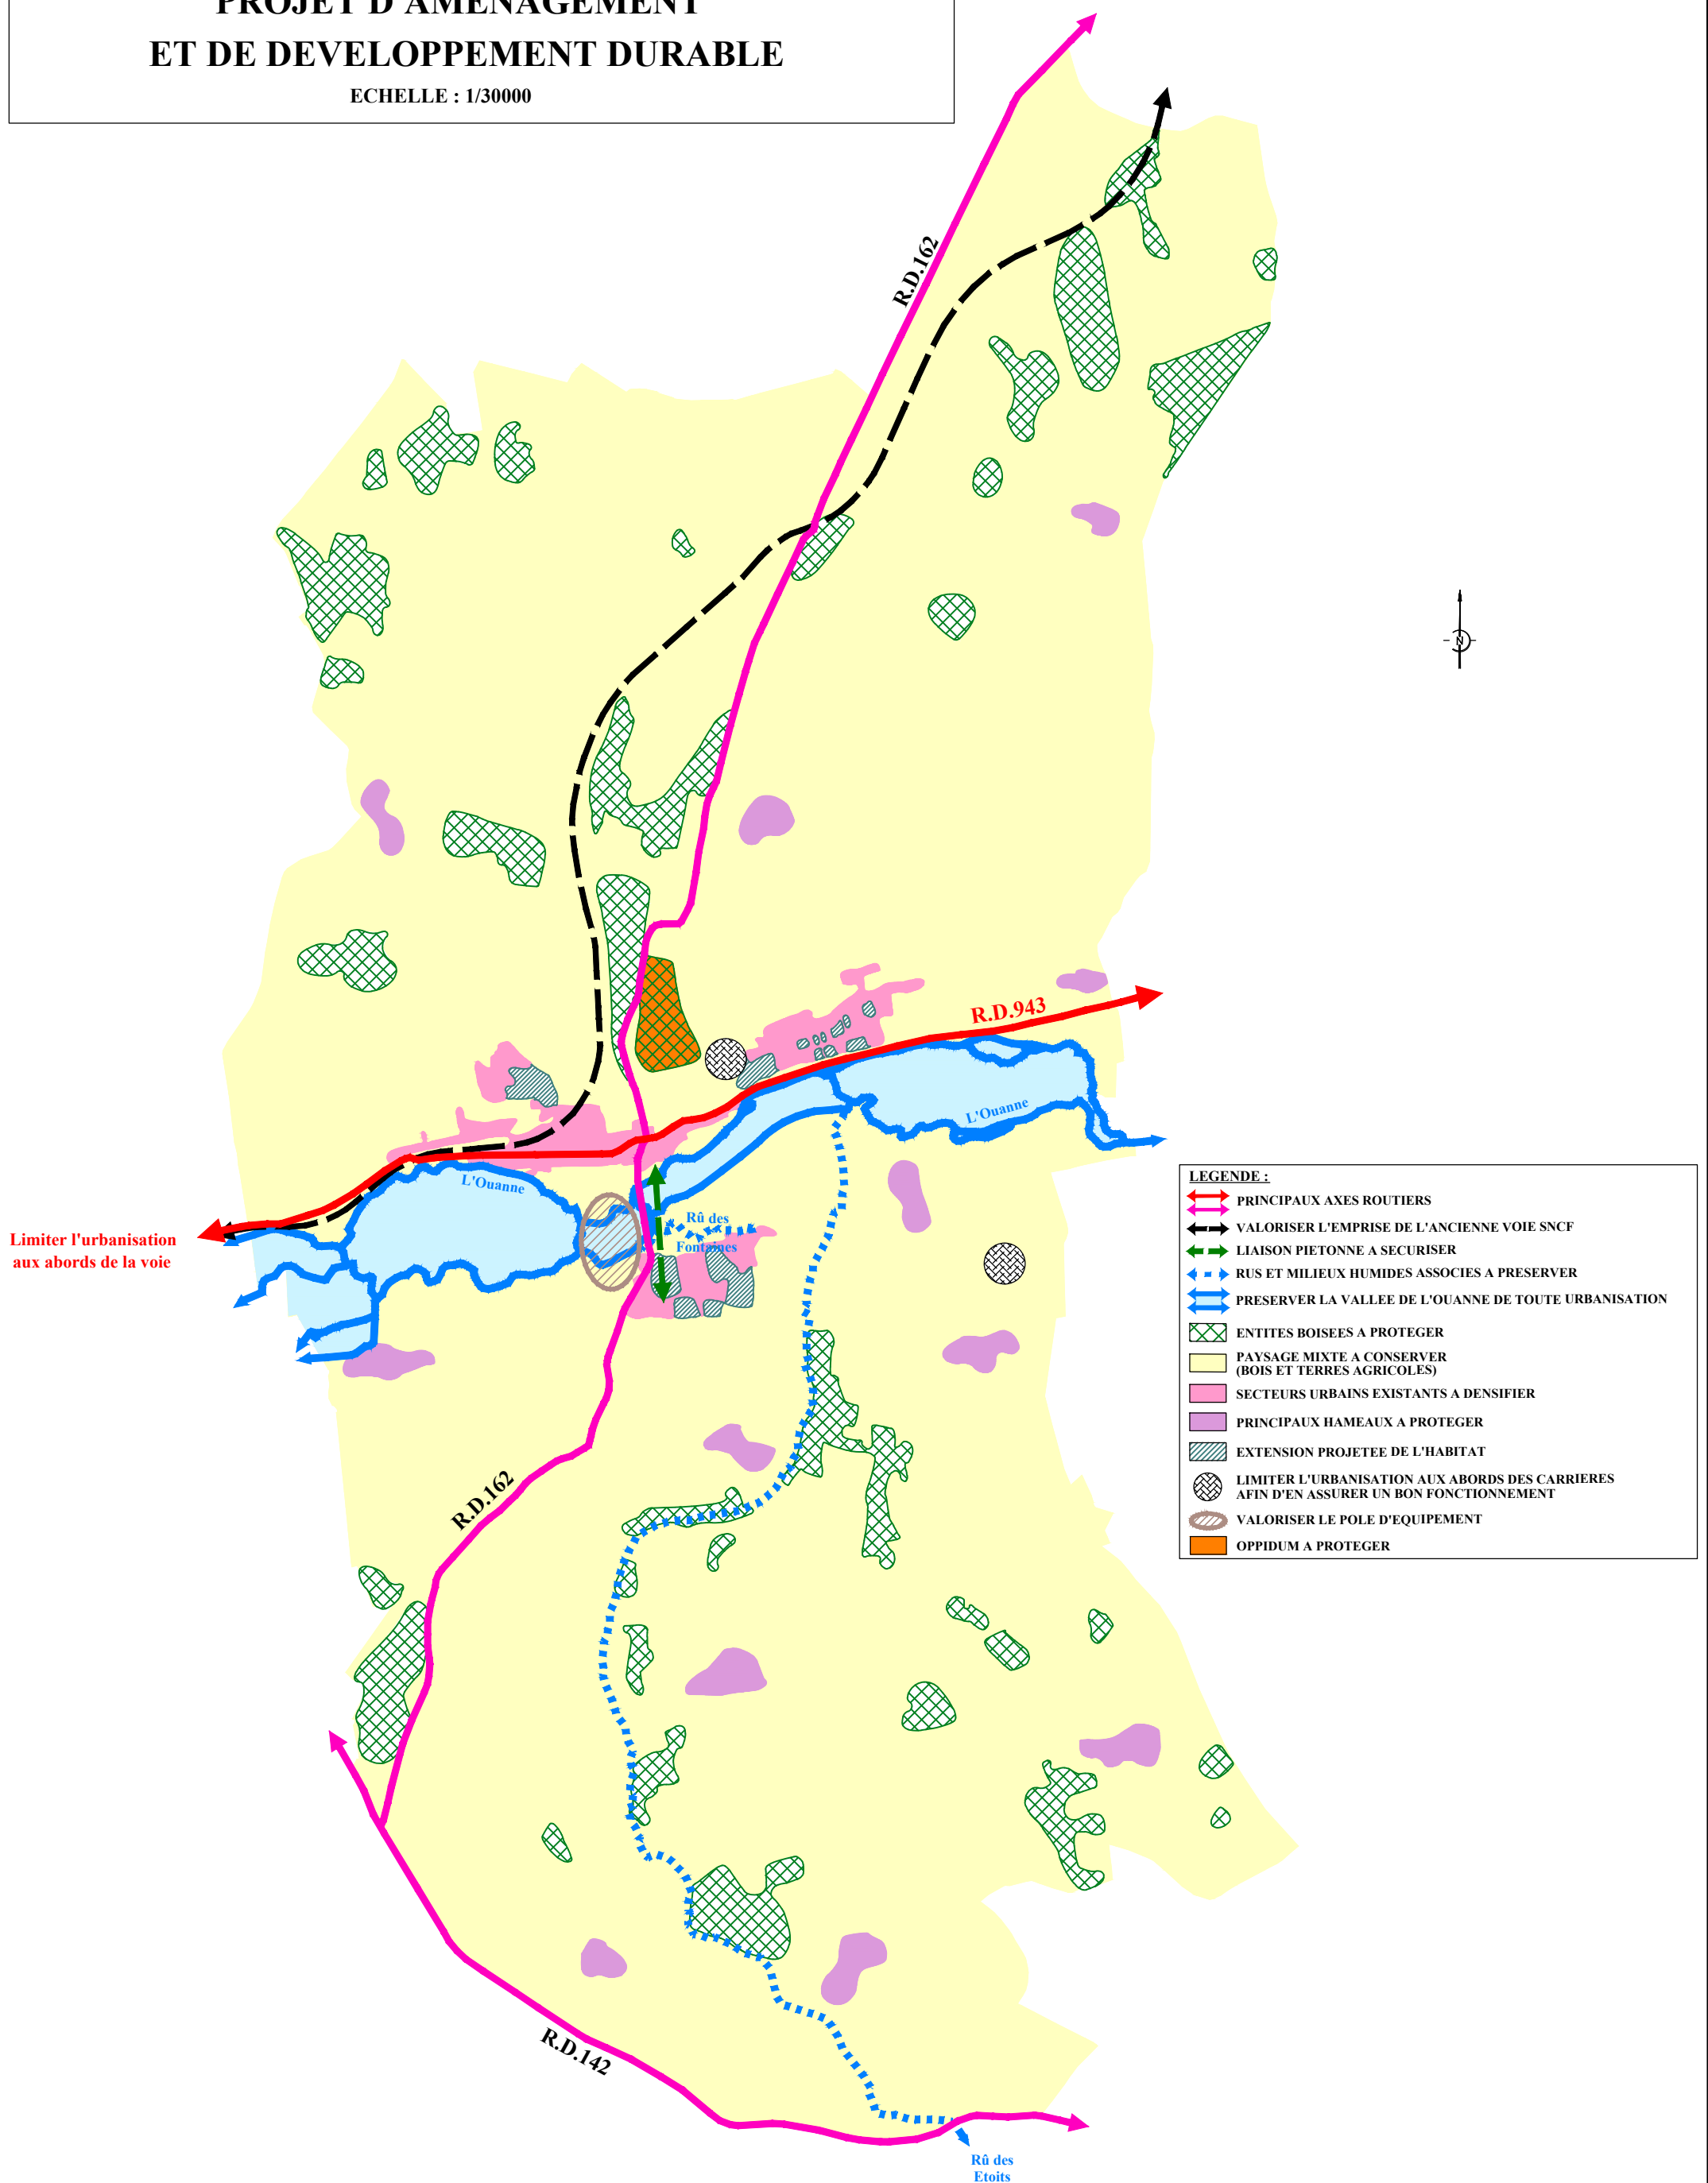 PROJET D'AMENAGEMENT
ET DE DEVELOPPEMENT DURABLE
ECHELLE : 1/30000
R.D.162
N
R.D.943
L'Ouanne
L'Ouanne
Rû des
Fontaines
Limiter l'urbanisation
aux abords de la voie
LEGENDE :
PRINCIPAUX AXES ROUTIERS
VALORISER L'EMPRISE DE L'ANCIENNE VOIE SNCF
LIAISON PIETONNE A SECURISER
RUS ET MILIEUX HUMIDES ASSOCIES A PRESERVER
PRESERVER LA VALLEE DE L'OUANNE DE TOUTE URBANISATION
ENTITES BOISEES A PROTEGER
PAYSAGE MIXTE A CONSERVER
(BOIS ET TERRES AGRICOLES)
SECTEURS URBAINS EXISTANTS A DENSIFIER
PRINCIPAUX HAMEAUX A PROTEGER
EXTENSION PROJETEE DE L'HABITAT
LIMITER L'URBANISATION AUX ABORDS DES CARRIERES
AFIN D'EN ASSURER UN BON FONCTIONNEMENT
VALORISER LE POLE D'EQUIPEMENT
OPPIDUM A PROTEGER
R.D.162
R.D.142
Rû des
Etoits